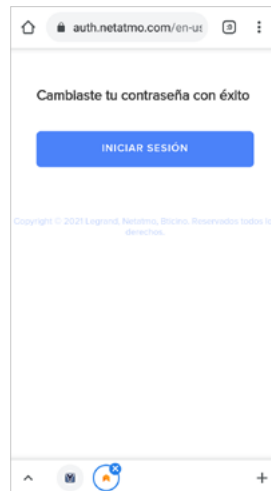 auth.netatmo.com/en-us
Cambiaste tu contraseña con éxito
INICIAR SESIÓN
Copyright © 2021 Legrand, Netatmo, Bticino. Reservados todos lo
derechos.